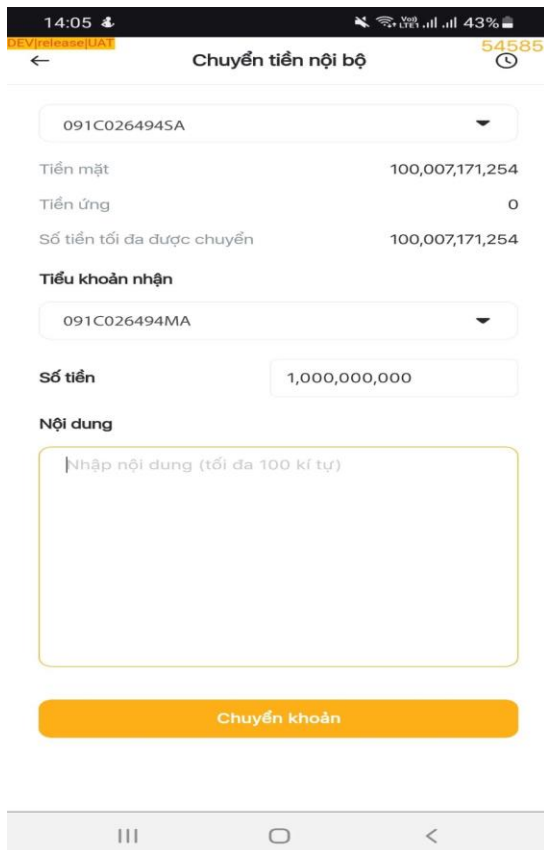 14:05 43%
DEV|release|UAT 54585
Chuyển tiền nội bộ
091C026494SA
Tiền mặt 100,007,171,254
Tiền ứng 0
Số tiền tối đa được chuyển 100,007,171,254
Tiểu khoản nhận
091C026494MA
Số tiền 1,000,000,000
Nội dung
Nhập nội dung (tối đa 100 kí tự)
Chuyển khoản